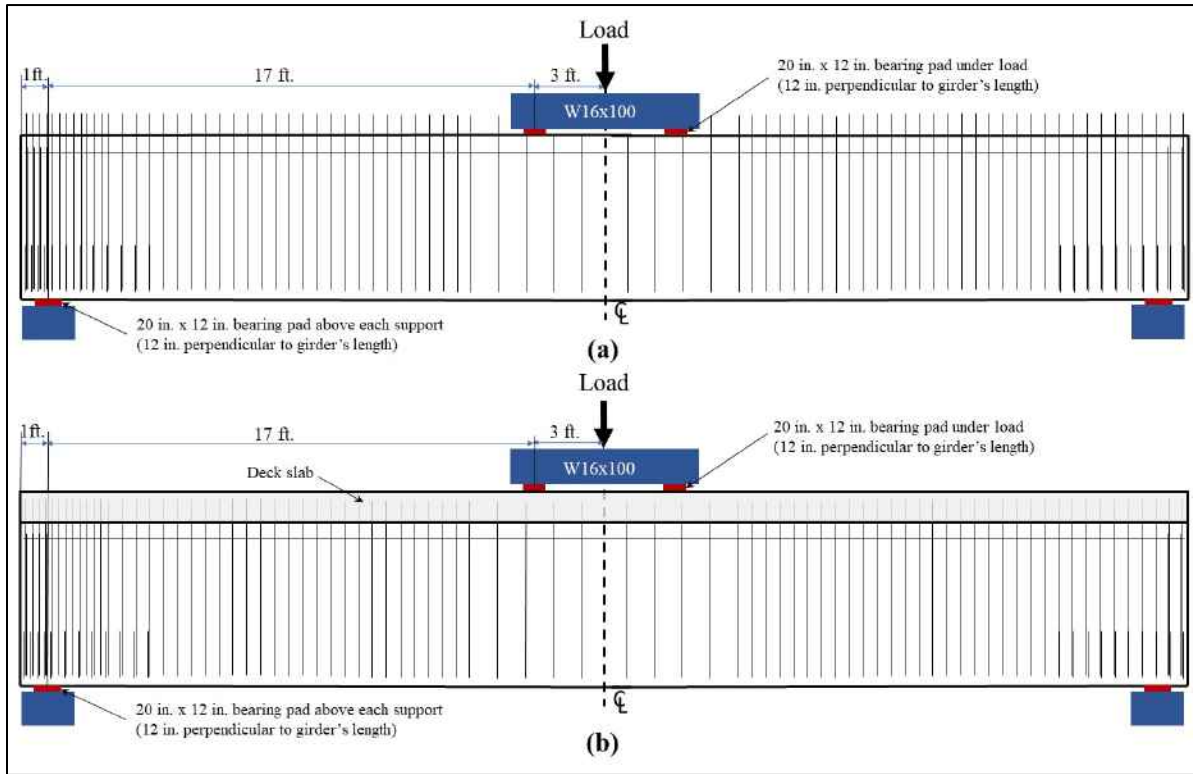 Load
1ft.
17 ft.
3 ft.
20 in. x 12 in. bearing pad under load
(12 in. perpendicular to girder's length)
W16x100
20 in. x 12 in. bearing pad above each support
(12 in. perpendicular to girder's length)
℄
(a)
Load
1ft.
17 ft.
3 ft.
20 in. x 12 in. bearing pad under load
(12 in. perpendicular to girder's length)
W16x100
Deck slab
20 in. x 12 in. bearing pad above each support
(12 in. perpendicular to girder's length)
℄
(b)